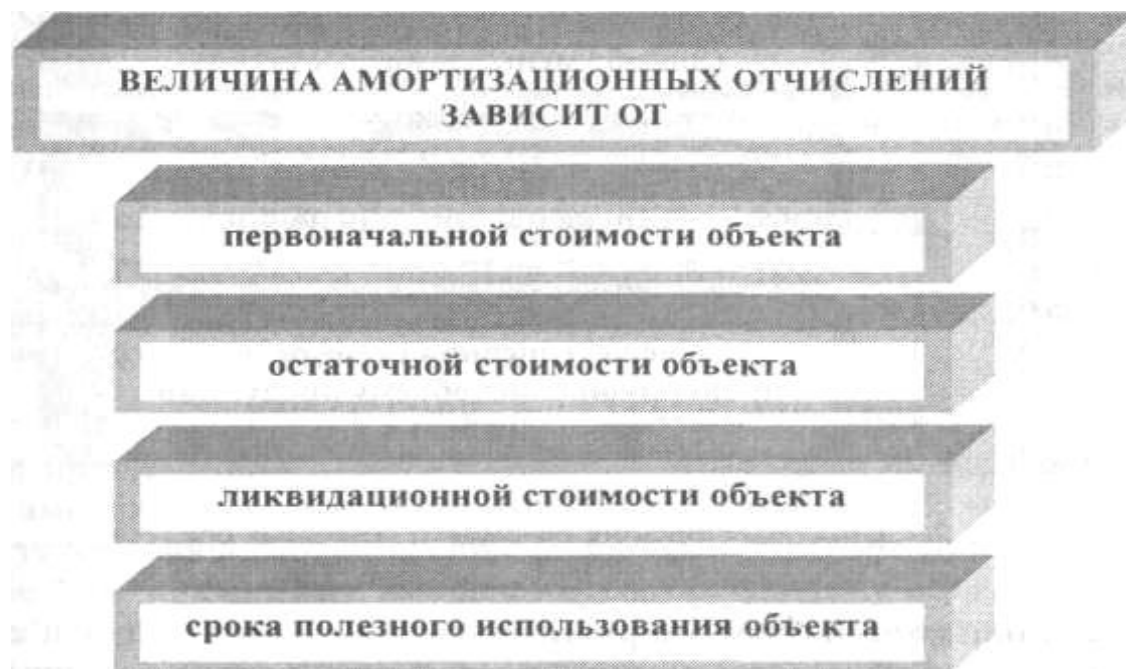 ВЕЛИЧИНА АМОРТИЗАЦИОННЫХ ОТЧИСЛЕНИЙ
ЗАВИСИТ ОТ
первоначальной стоимости объекта
остаточной стоимости объекта
ликвидационной стоимости объекта
срока полезного использования объекта